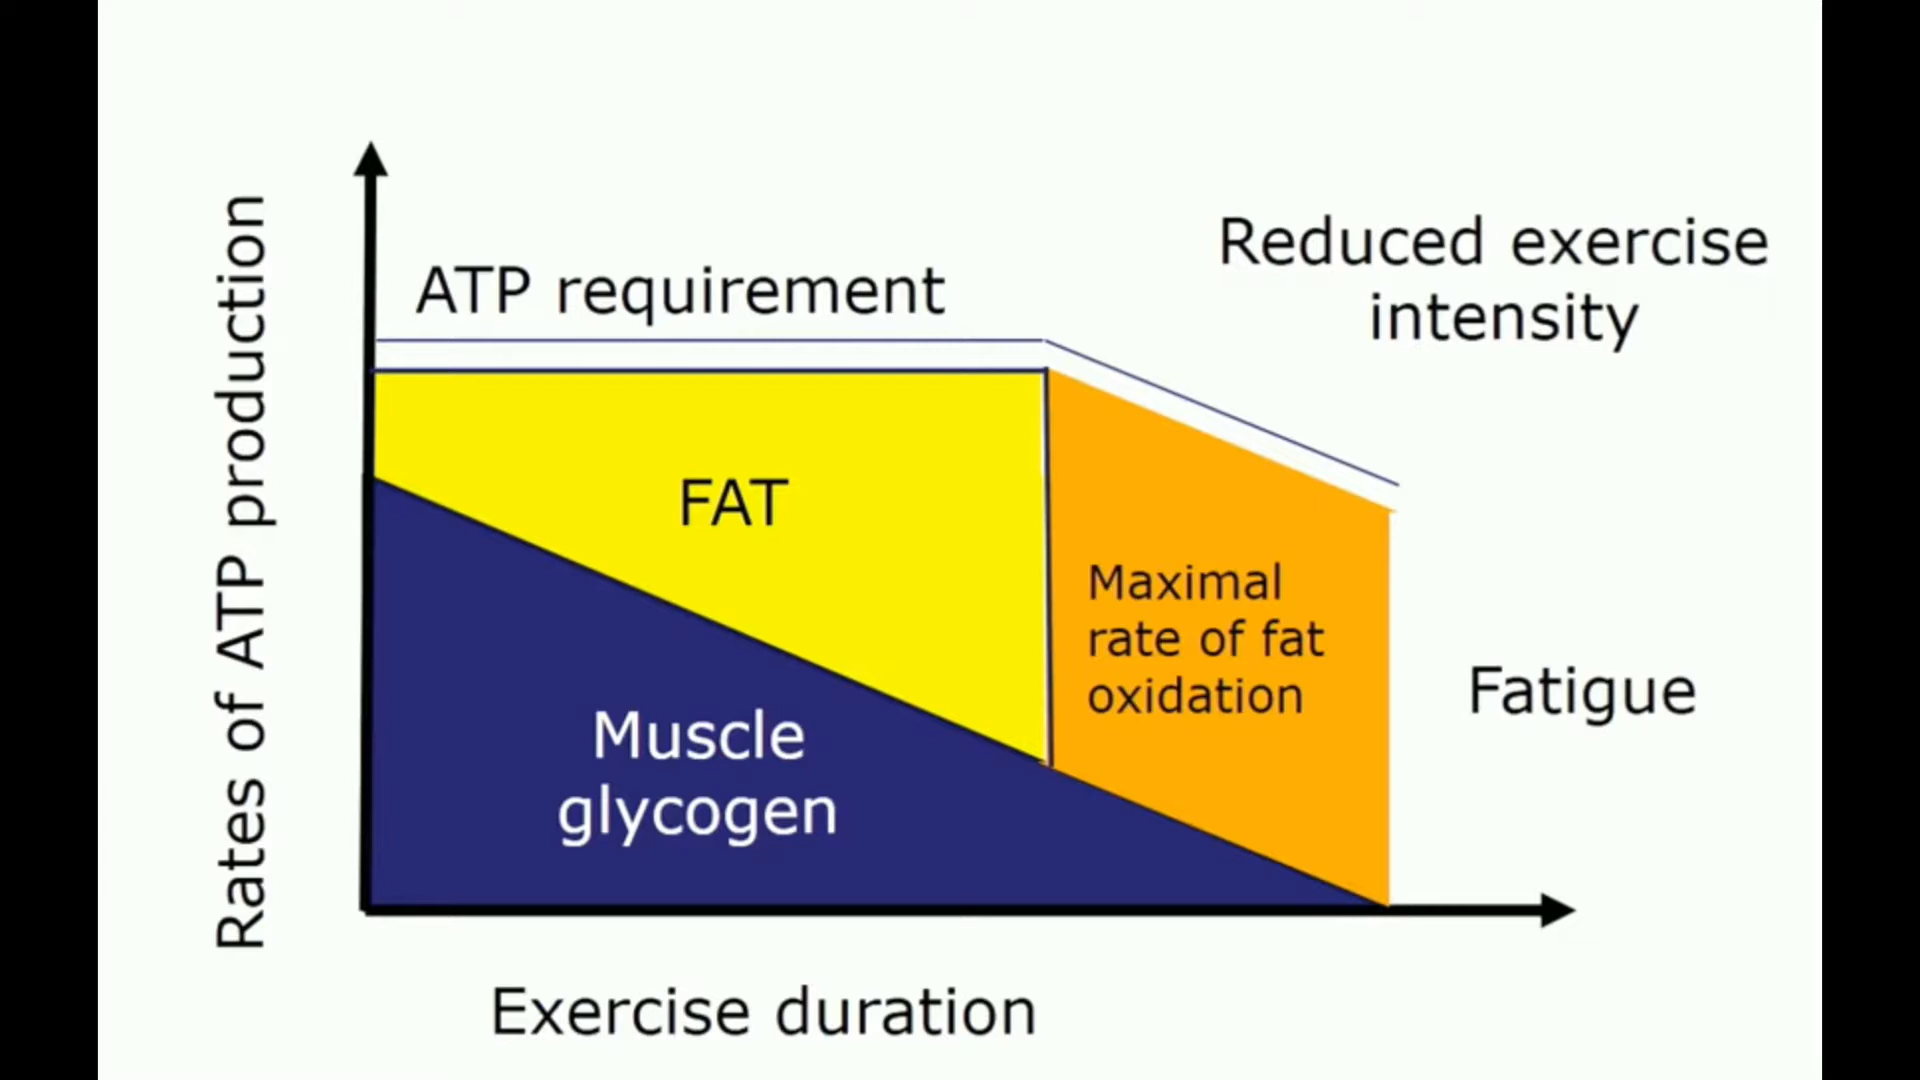 Rates of ATP production
ATP requirement
Reduced exercise
intensity
FAT
Maximal
rate of fat
oxidation
Muscle
glycogen
Fatigue
Exercise duration